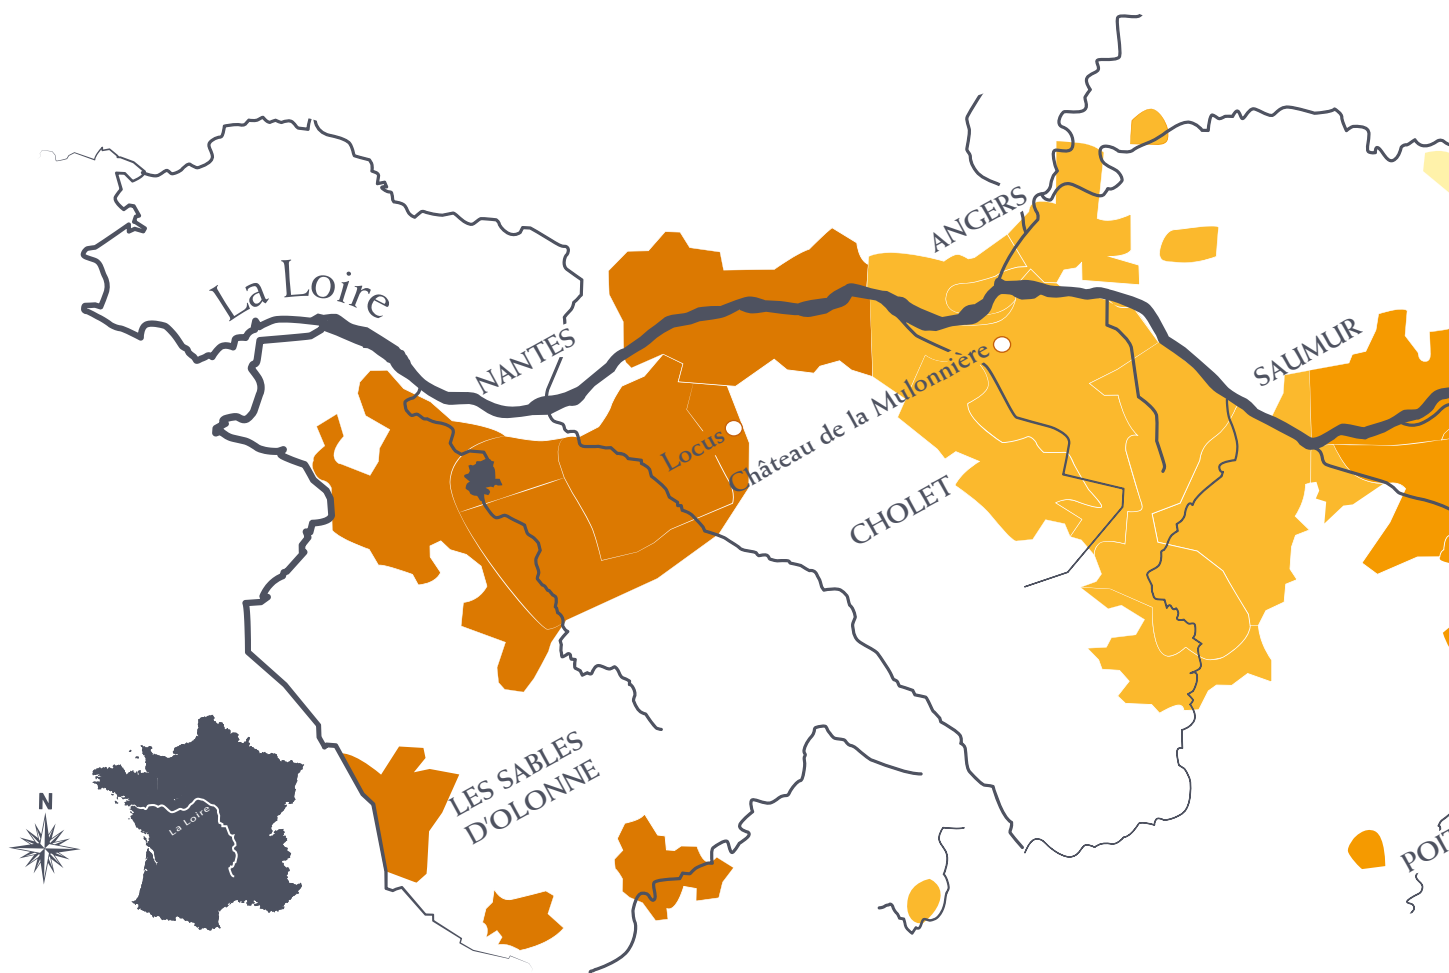 ANGERS
La Loire
NANTES
SAUMUR
Château de la Mulonnière
Locus
CHOLET
LES SABLES
D'OLONNE
N
La Loire